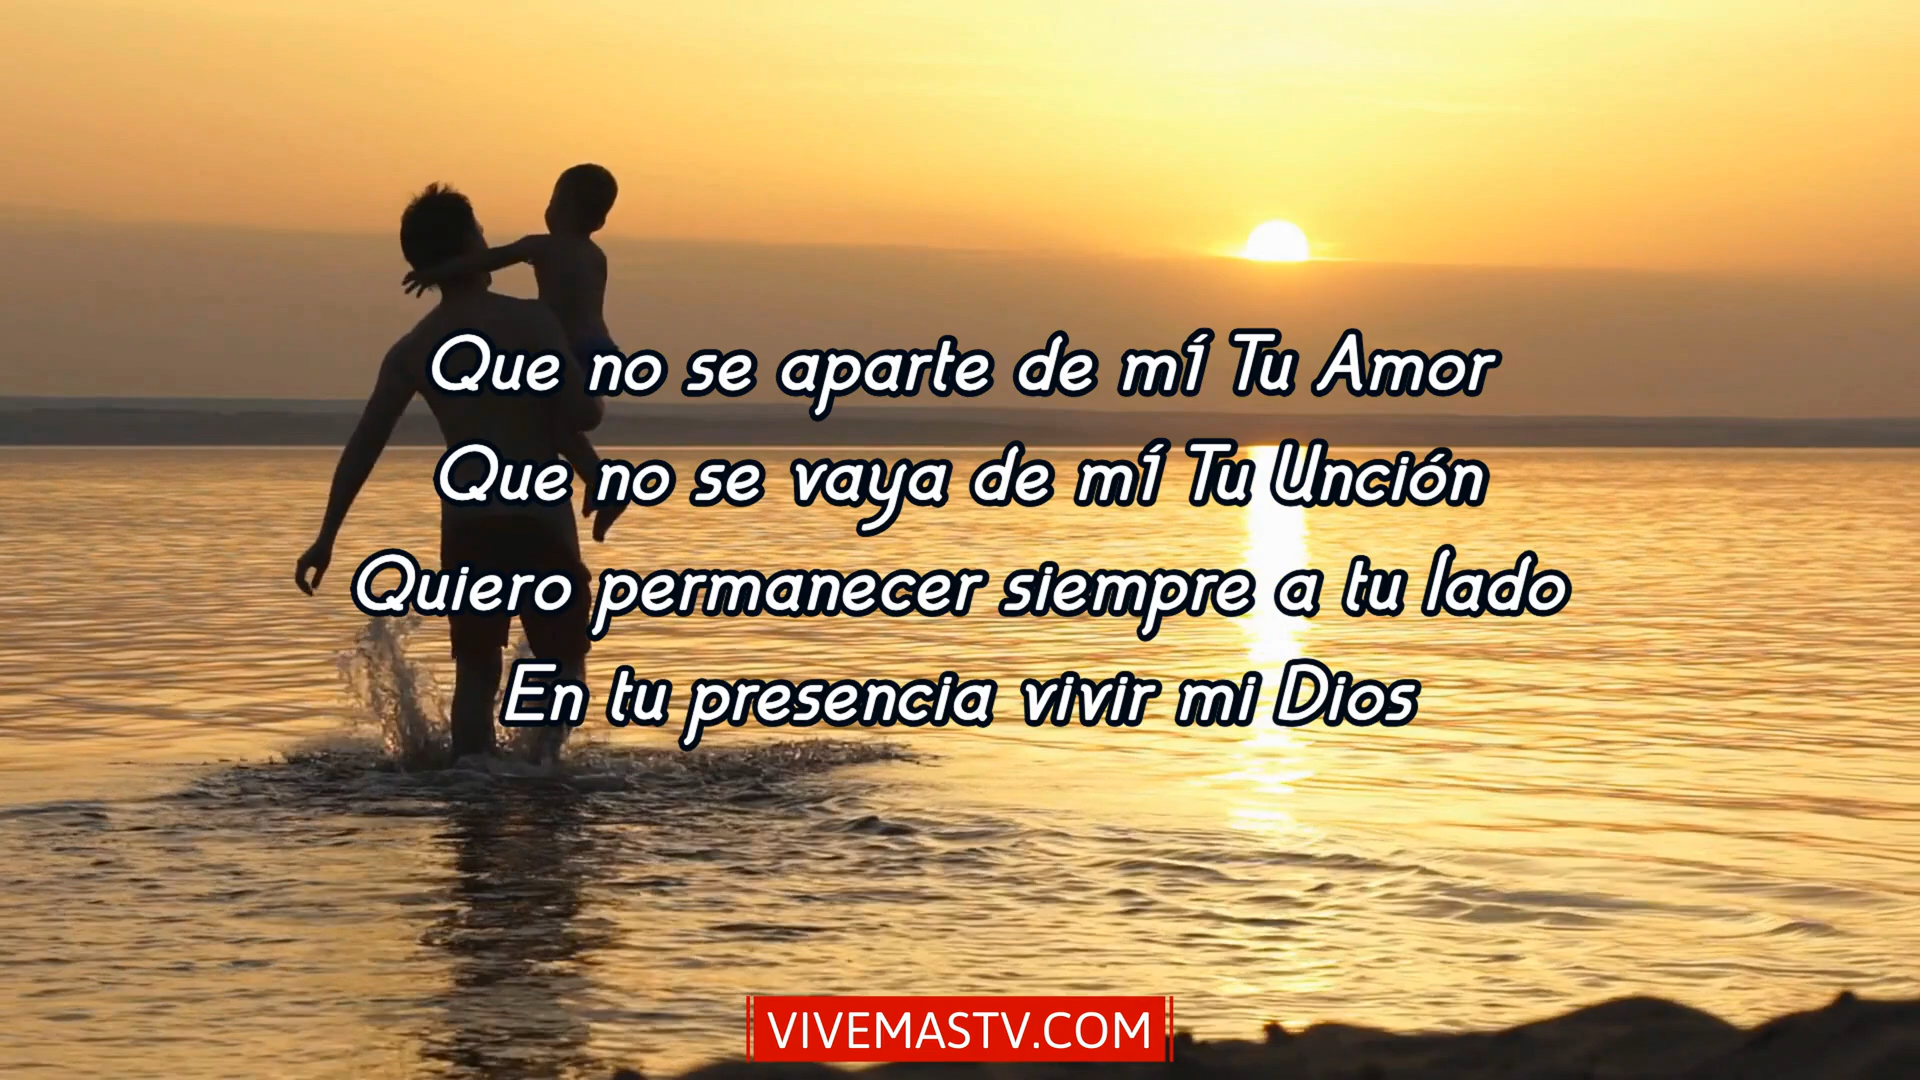 Que no se aparte de mí Tu Amor
Que no se vaya de mí Tu Unción
Quiero permanecer siempre a tu lado
En tu presencia vivir mi Dios
VIVEMASTV.COM